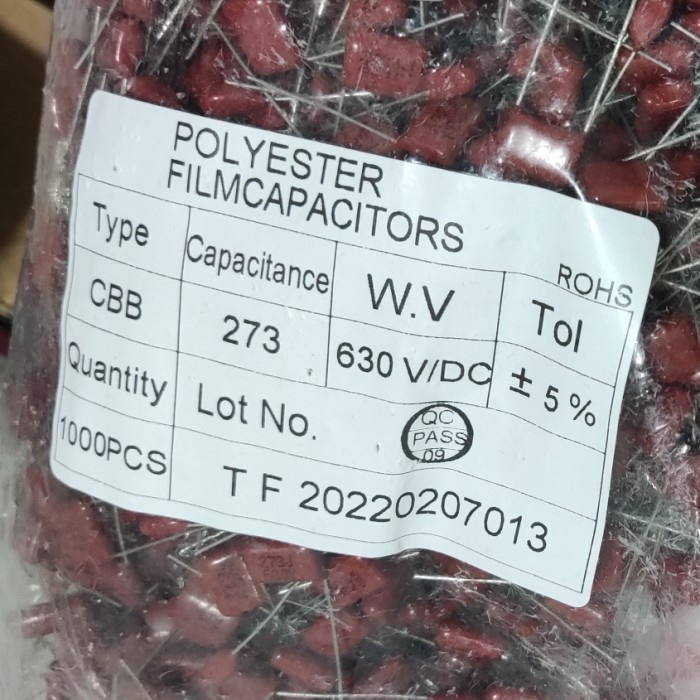 POLYESTER
FILMCAPACITORS
ROHS
Type Capacitance W.V Tol
CBB 273 630 V/DC ± 5 %
Quantity Lot No. QC
PASS
09
1000PCS T F 20220207013